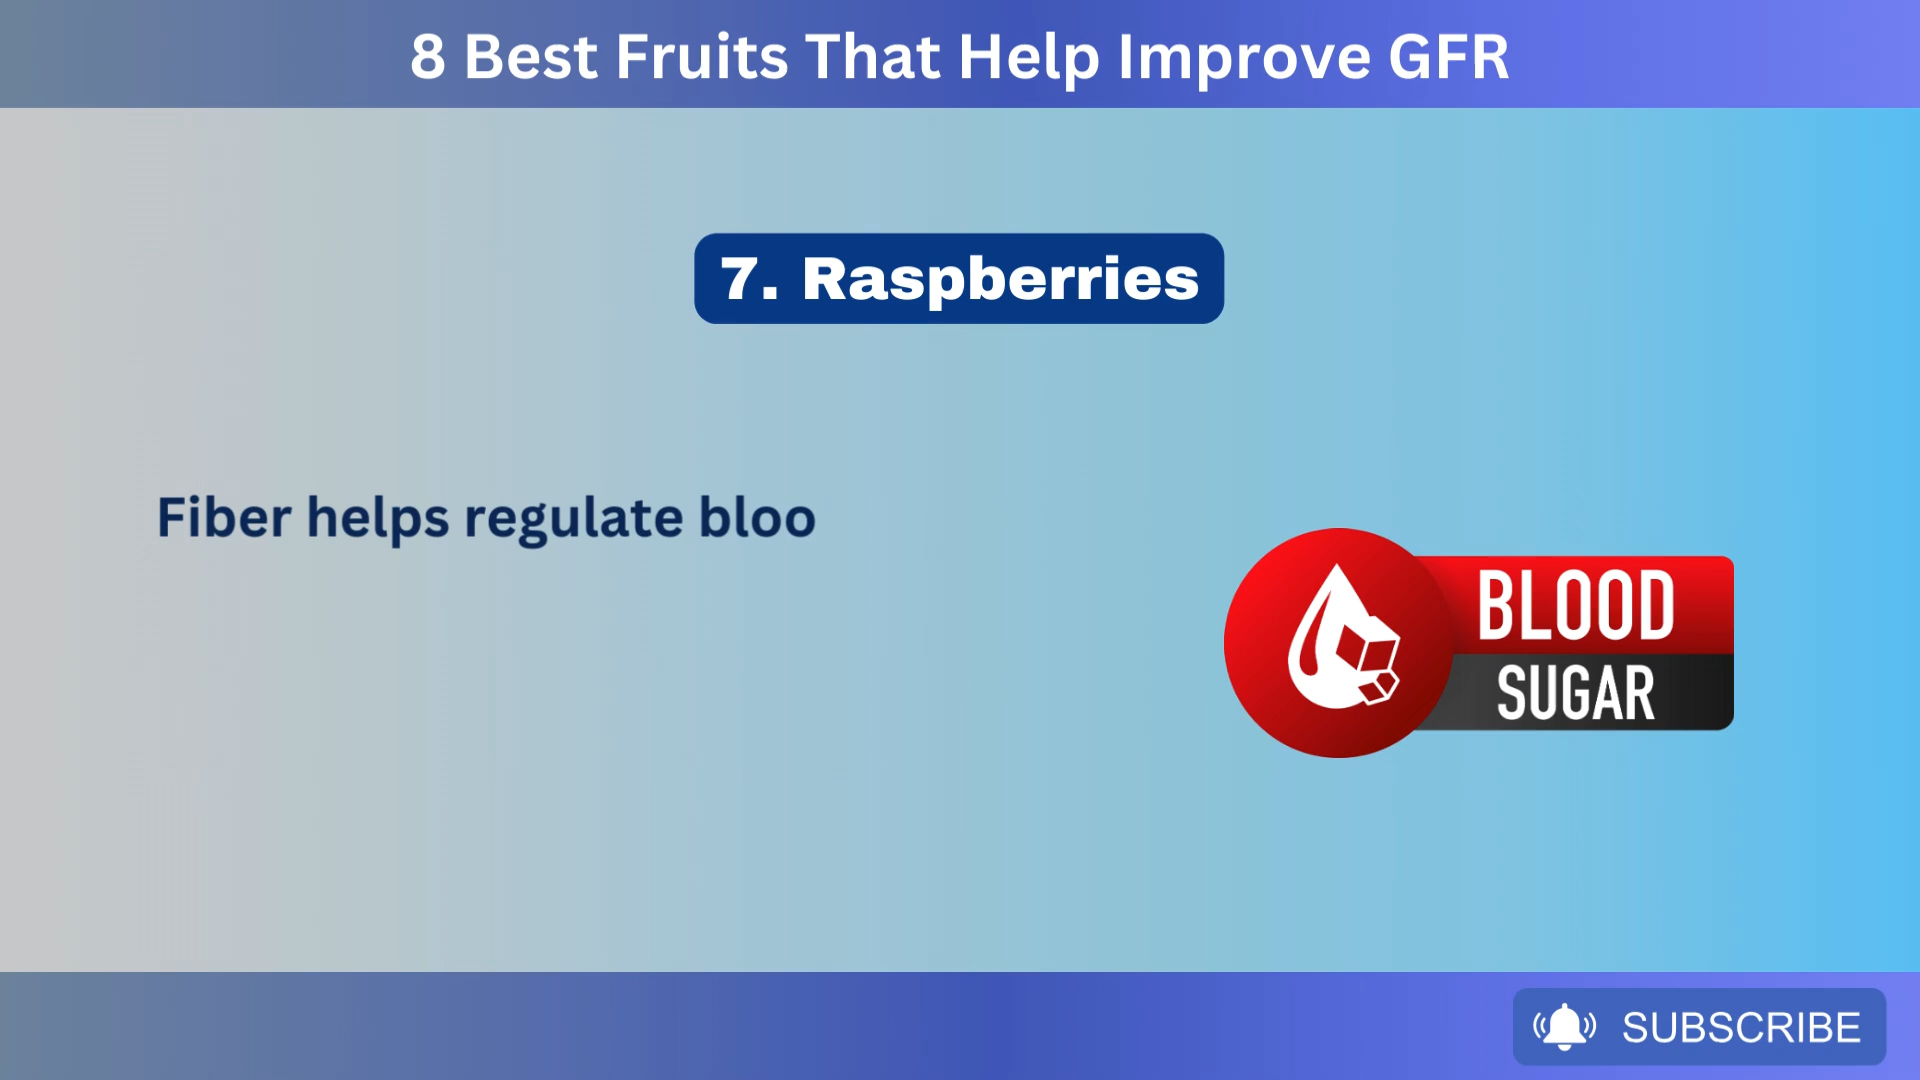 8 Best Fruits That Help Improve GFR
7. Raspberries
Fiber helps regulate bloo
BLOOD
SUGAR
SUBSCRIBE